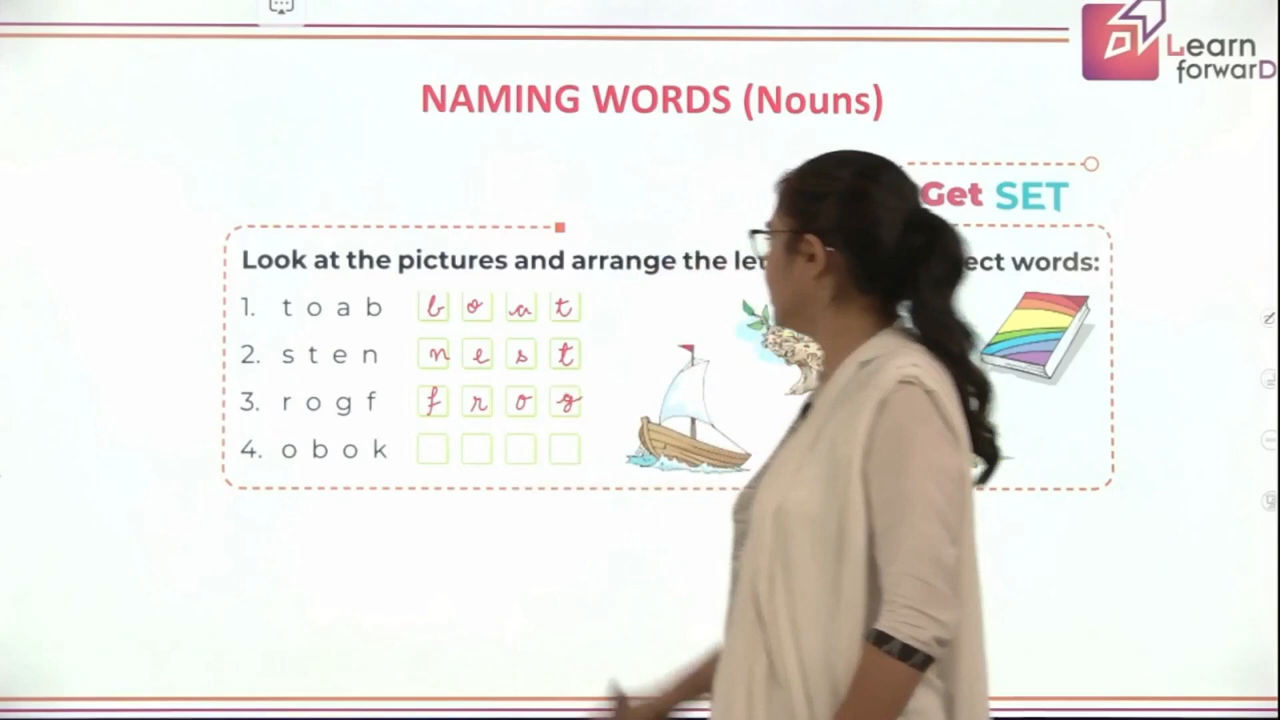 Learn
forwarD
NAMING WORDS (Nouns)
Get SET
Look at the pictures and arrange the ect words:
1. t o a b b o a t
2. s t e n n e s t
3. r o g f f r o g
4. o b o k